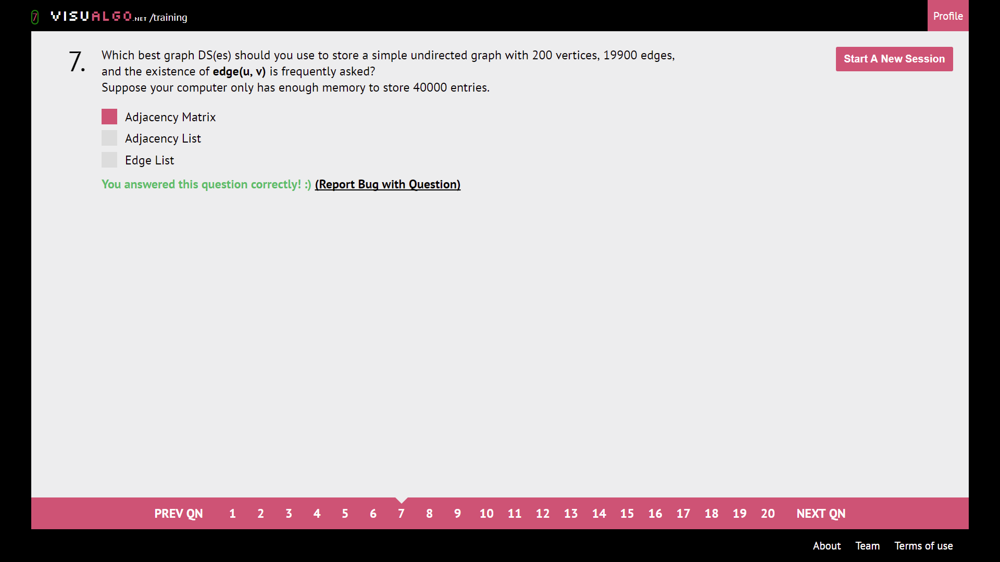 7 VISUALGO.NET /training
Profile
7.
Which best graph DS(es) should you use to store a simple undirected graph with 200 vertices, 19900 edges,
and the existence of edge(u, v) is frequently asked?
Suppose your computer only has enough memory to store 40000 entries.
Start A New Session
Adjacency Matrix
Adjacency List
Edge List
You answered this question correctly! :) (Report Bug with Question)
PREV QN 1 2 3 4 5 6 7 8 9 10 11 12 13 14 15 16 17 18 19 20 NEXT QN
About Team Terms of use